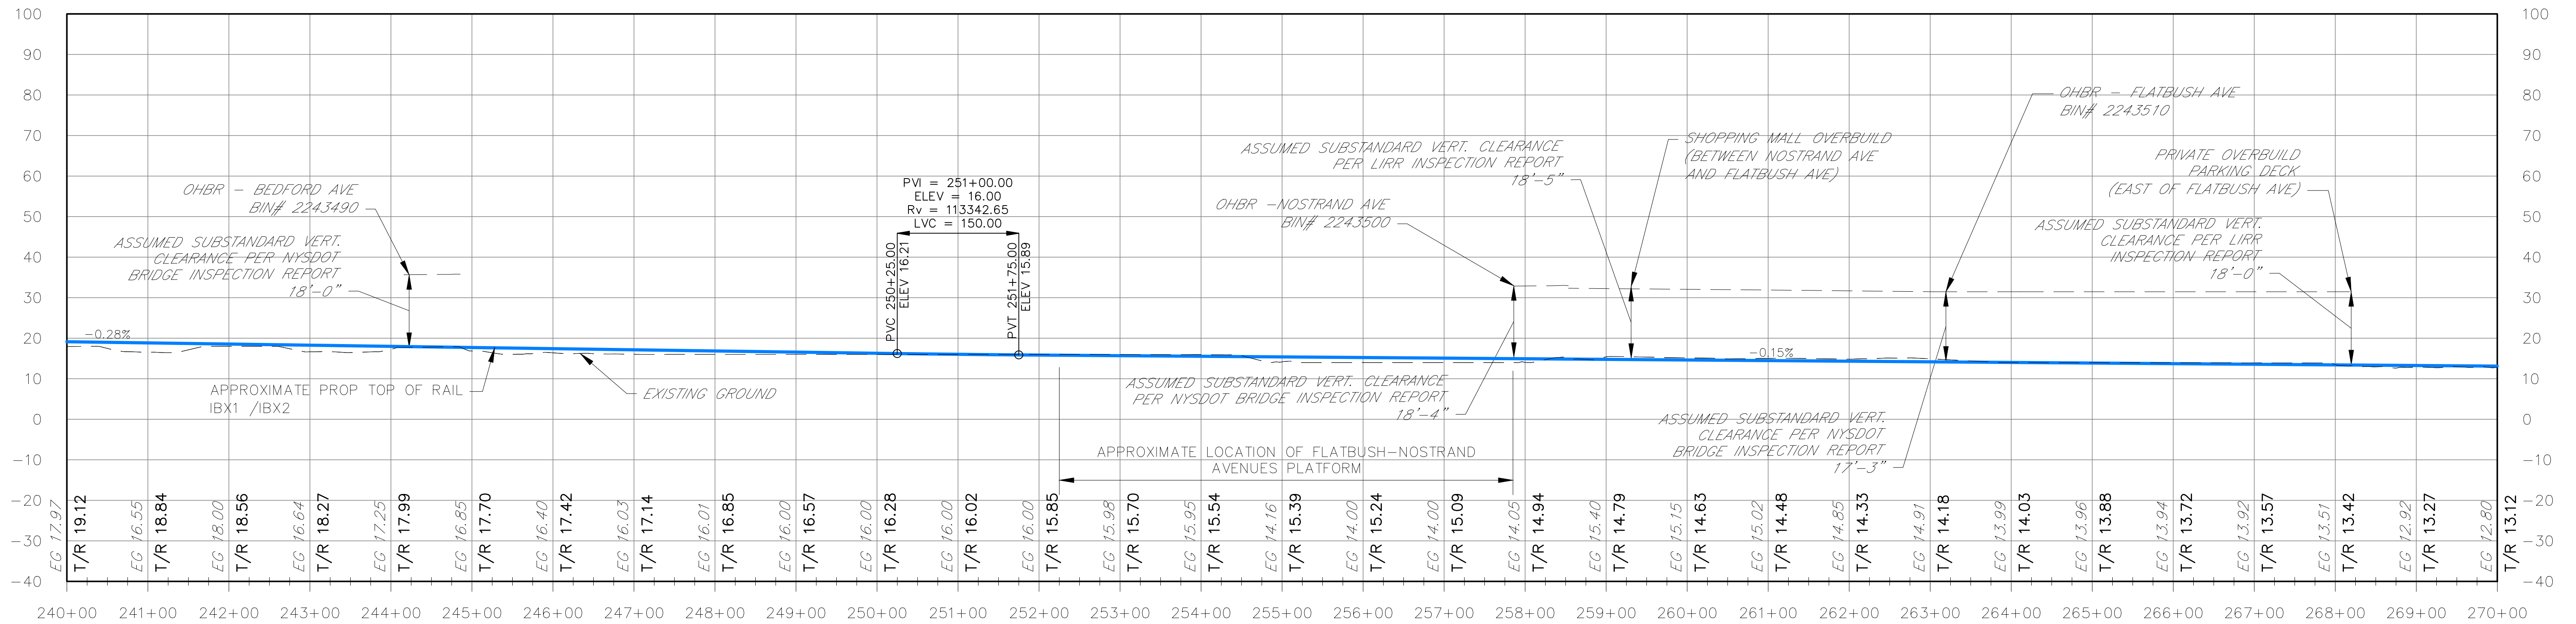 100
90
80
70
60
50
40
30
20
10
0
-10
-20
-30
-40
100
90
80
70
60
50
40
30
20
10
0
-10
-20
-30
-40
OHBR - BEDFORD AVE
BIN# 2243490
ASSUMED SUBSTANDARD VERT.
CLEARANCE PER NYSDOT
BRIDGE INSPECTION REPORT
18'-0"
-0.28%
APPROXIMATE PROP TOP OF RAIL
IBX1 /IBX2
EXISTING GROUND
PVI = 251+00.00
ELEV = 16.00
Rv = 113342.65
LVC = 150.00
PVC 250+25.00
ELEV 16.21
PVT 251+75.00
ELEV 15.89
ASSUMED SUBSTANDARD VERT. CLEARANCE
PER LIRR INSPECTION REPORT
18'-5"
OHBR -NOSTRAND AVE
BIN# 2243500
SHOPPING MALL OVERBUILD
(BETWEEN NOSTRAND AVE
AND FLATBUSH AVE)
OHBR - FLATBUSH AVE
BIN# 2243510
PRIVATE OVERBUILD
PARKING DECK
(EAST OF FLATBUSH AVE)
ASSUMED SUBSTANDARD VERT.
CLEARANCE PER LIRR
INSPECTION REPORT
18'-0"
-0.15%
ASSUMED SUBSTANDARD VERT. CLEARANCE
PER NYSDOT BRIDGE INSPECTION REPORT
18'-4"
ASSUMED SUBSTANDARD VERT.
CLEARANCE PER NYSDOT
BRIDGE INSPECTION REPORT
17'-3"
APPROXIMATE LOCATION OF FLATBUSH-NOSTRAND
AVENUES PLATFORM
EG 17.97
T/R 19.12
EG 16.55
T/R 18.84
EG 18.00
T/R 18.56
EG 16.64
T/R 18.27
EG 17.25
T/R 17.99
EG 16.85
T/R 17.70
EG 16.40
T/R 17.42
EG 16.03
T/R 17.14
EG 16.01
T/R 16.85
EG 16.00
T/R 16.57
EG 16.00
T/R 16.28
EG 16.00
T/R 16.02
EG 16.00
T/R 15.85
EG 15.98
T/R 15.70
EG 15.95
T/R 15.54
EG 14.16
T/R 15.39
EG 14.00
T/R 15.24
EG 14.00
T/R 15.09
EG 14.05
T/R 14.94
EG 15.40
T/R 14.79
EG 15.15
T/R 14.63
EG 15.02
T/R 14.48
EG 14.85
T/R 14.33
EG 14.91
T/R 14.18
EG 13.99
T/R 14.03
EG 13.96
T/R 13.88
EG 13.94
T/R 13.72
EG 13.92
T/R 13.57
EG 13.51
T/R 13.42
EG 12.92
T/R 13.27
EG 12.80
T/R 13.12
240+00 241+00 242+00 243+00 244+00 245+00 246+00 247+00 248+00 249+00 250+00 251+00 252+00 253+00 254+00 255+00 256+00 257+00 258+00 259+00 260+00 261+00 262+00 263+00 264+00 265+00 266+00 267+00 268+00 269+00 270+00